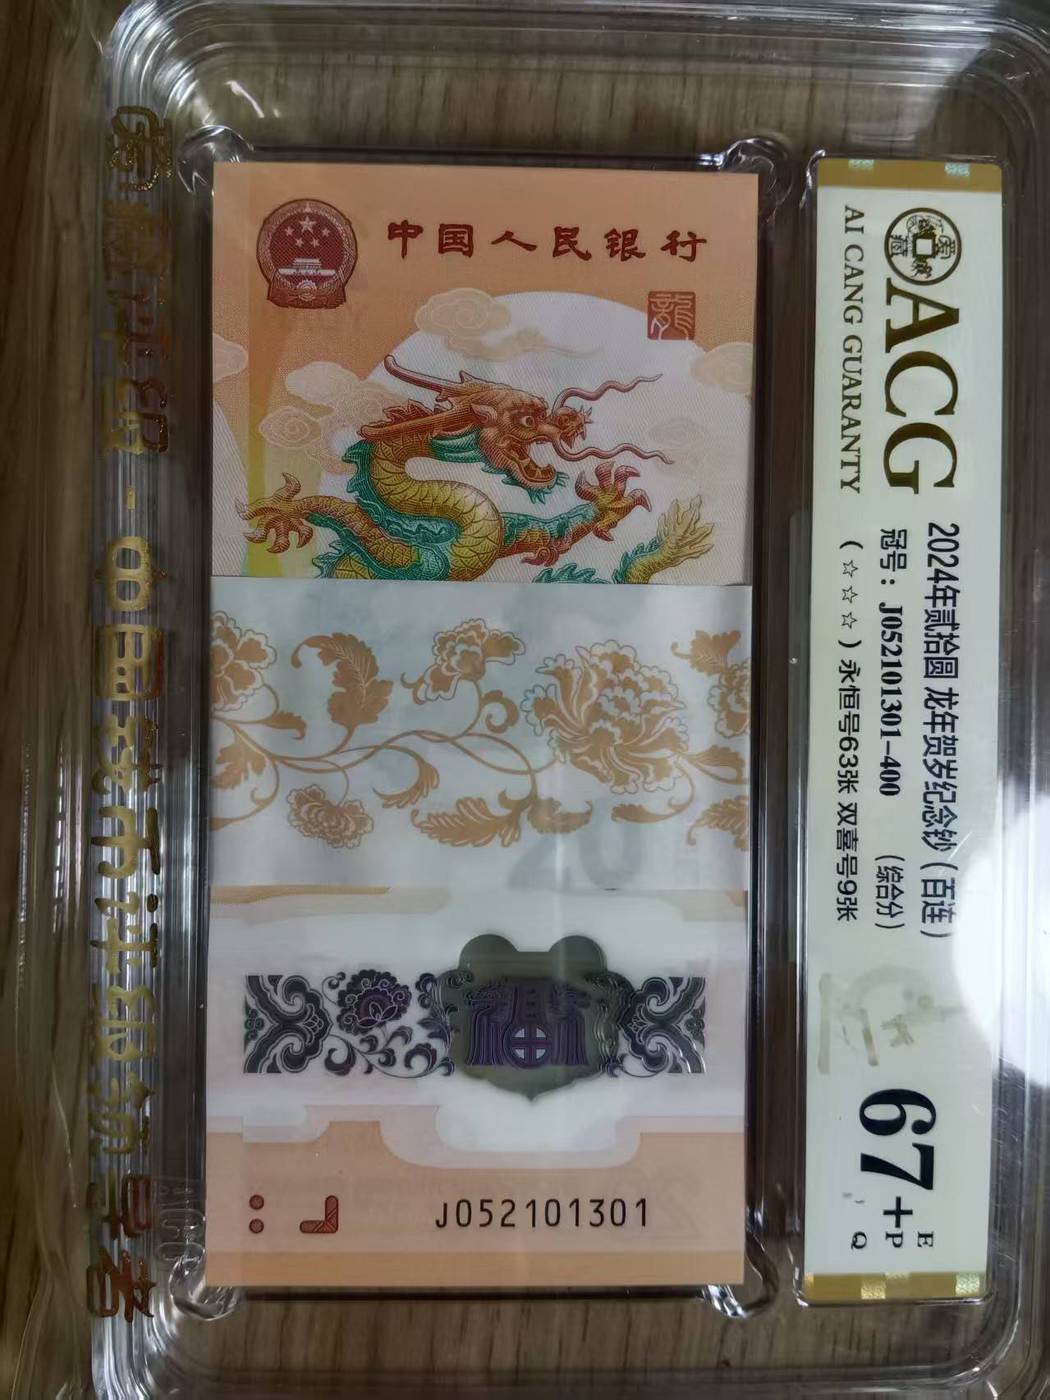 中国人民银行
龍
20
J052101301
ACG
AI CANG GUARANTY
2024年贰拾圆 龙年贺岁纪念钞（百连）
冠号：J052101301-400 （综合分）
（☆☆☆）永恒号63张 双喜号9张
67+
E
P
Q